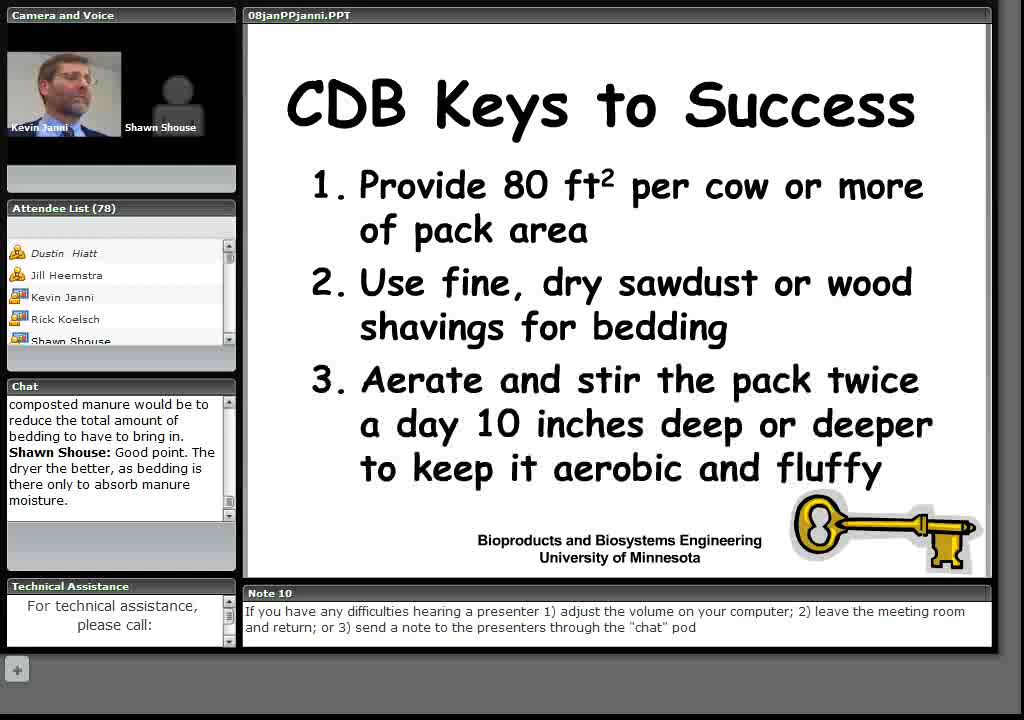 Camera and Voice
Kevin Janni
Shawn Shouse
Attendee List (78)
Dustin Hiatt
Jill Heemstra
Kevin Janni
Rick Koelsch
Shawn Shouse
Chat
composted manure would be to
reduce the total amount of
bedding to have to bring in.
Shawn Shouse: Good point. The
dryer the better, as bedding is
there only to absorb manure
moisture.
Technical Assistance
For technical assistance,
please call:
08janPPjanni.PPT
CDB Keys to Success
1. Provide 80 ft² per cow or more
of pack area
2. Use fine, dry sawdust or wood
shavings for bedding
3. Aerate and stir the pack twice
a day 10 inches deep or deeper
to keep it aerobic and fluffy
Bioproducts and Biosystems Engineering
University of Minnesota
Note 10
If you have any difficulties hearing a presenter 1) adjust the volume on your computer; 2) leave the meeting room
and return; or 3) send a note to the presenters through the "chat" pod